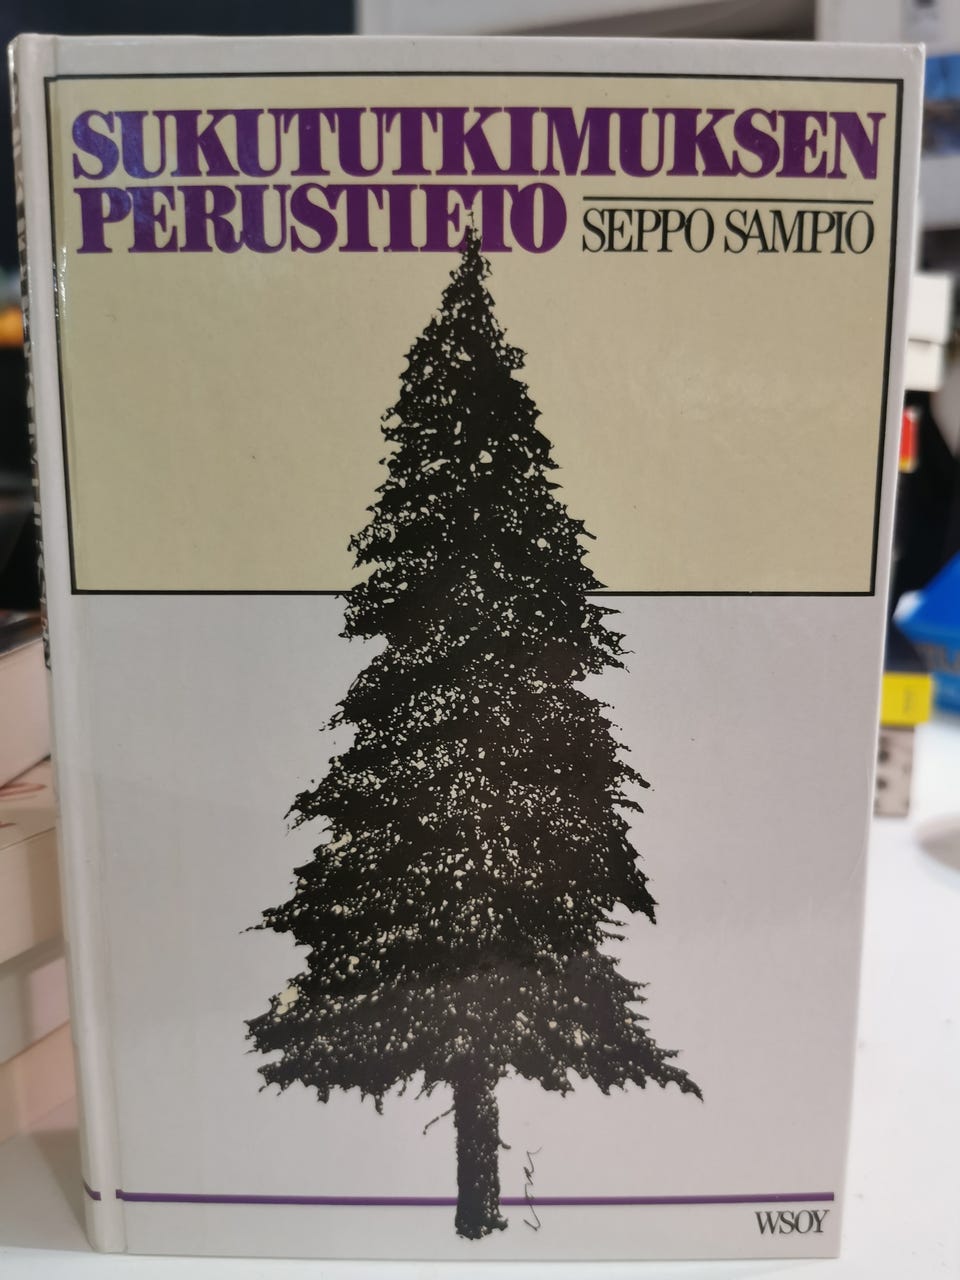 SUKUTUTKIMUKSEN
PERUSTIETO SEPPO SAMPIO
WSOY